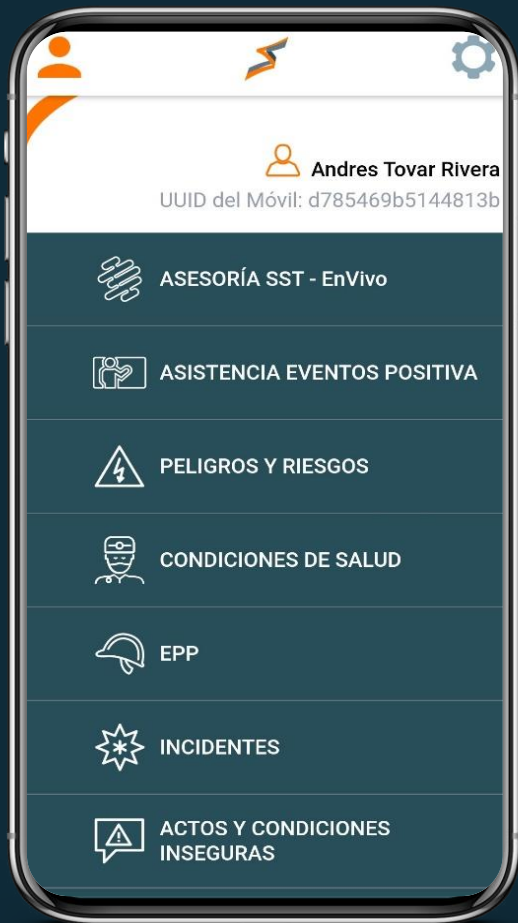 Andres Tovar Rivera
UUID del Móvil: d785469b5144813b
ASESORÍA SST - EnVivo
ASISTENCIA EVENTOS POSITIVA
PELIGROS Y RIESGOS
CONDICIONES DE SALUD
EPP
INCIDENTES
ACTOS Y CONDICIONES
INSEGURAS